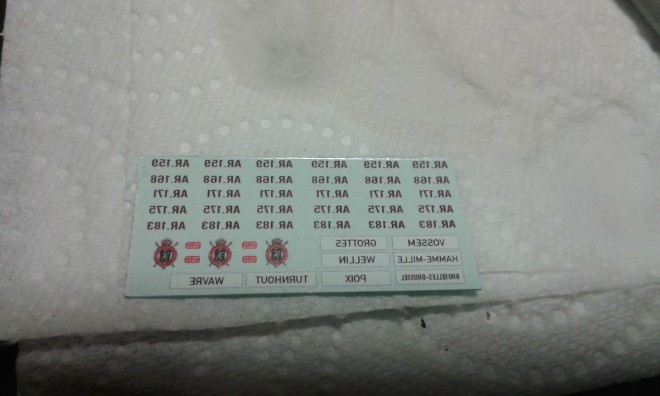 AR.159 AR.159 AR.159 AR.159 AR.159 AR.159
AR.168 AR.168 AR.168 AR.168 AR.168 AR.168
AR.171 AR.171 AR.171 AR.171 AR.171 AR.171
AR.175 AR.175 AR.175 AR.175 AR.175 AR.175
AR.183 AR.183 AR.183 AR.183 AR.183 AR.183
VOSSEM GROTTES
HAMME-MILLE WELLIN
BRUXELLES-BRUSSEL POIX TURNHOUT WAVRE